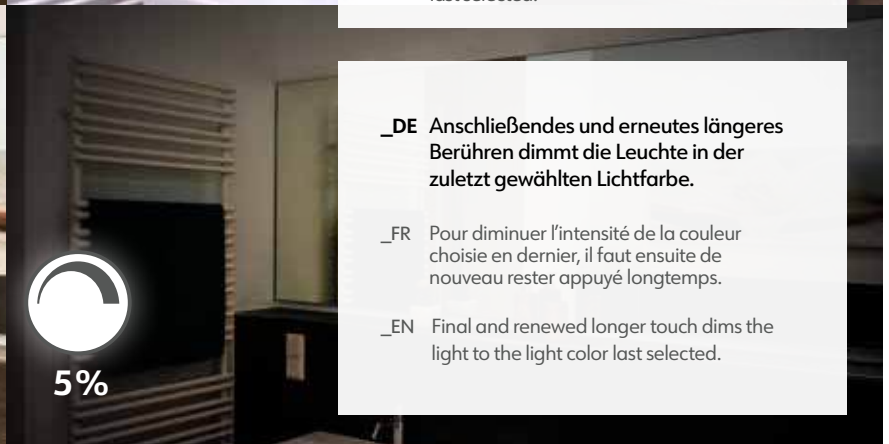 last selected.
_DE Anschließendes und erneutes längeres
Berühren dimmt die Leuchte in der
zuletzt gewählten Lichtfarbe.
_FR Pour diminuer l’intensité de la couleur
choisie en dernier, il faut ensuite de
nouveau rester appuyé longtemps.
_EN Final and renewed longer touch dims the
light to the light color last selected.
5%